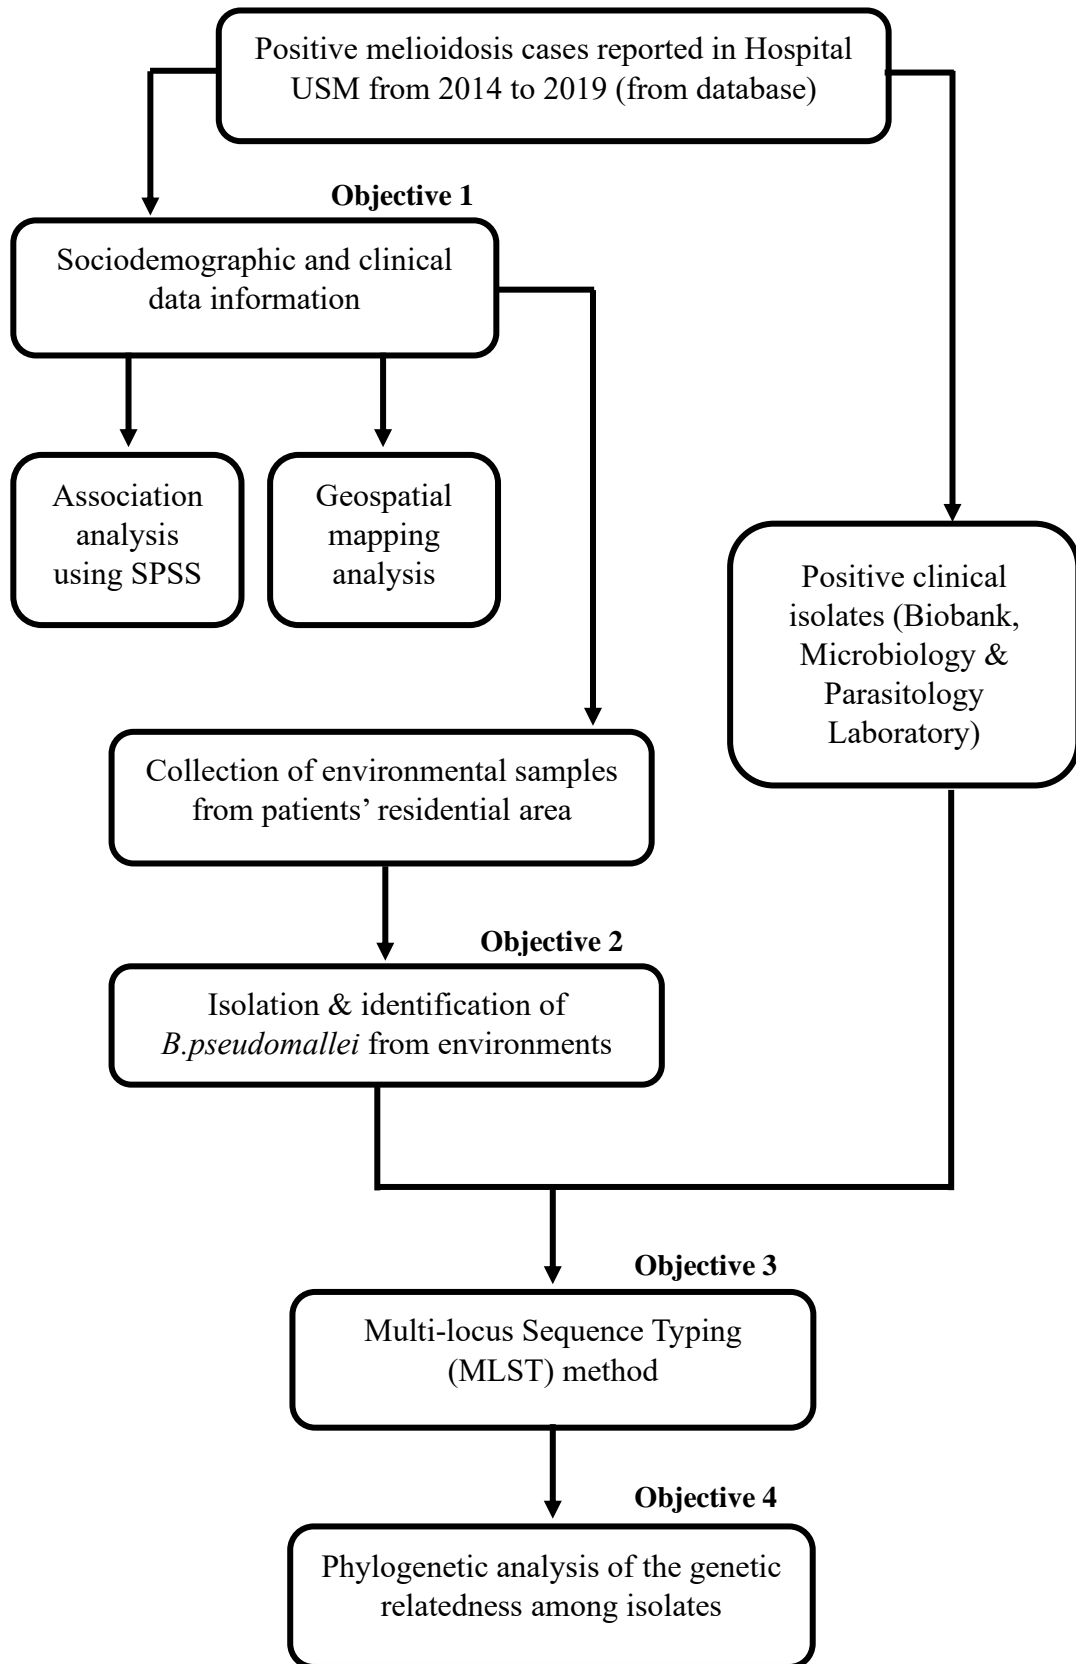 Positive melioidosis cases reported in Hospital
USM from 2014 to 2019 (from database)
Objective 1
Sociodemographic and clinical
data information
Association
analysis
using SPSS
Geospatial
mapping
analysis
Positive clinical
isolates (Biobank,
Microbiology &
Parasitology
Laboratory)
Collection of environmental samples
from patients’ residential area
Objective 2
Isolation & identification of
B.pseudomallei from environments
Objective 3
Multi-locus Sequence Typing
(MLST) method
Objective 4
Phylogenetic analysis of the genetic
relatedness among isolates